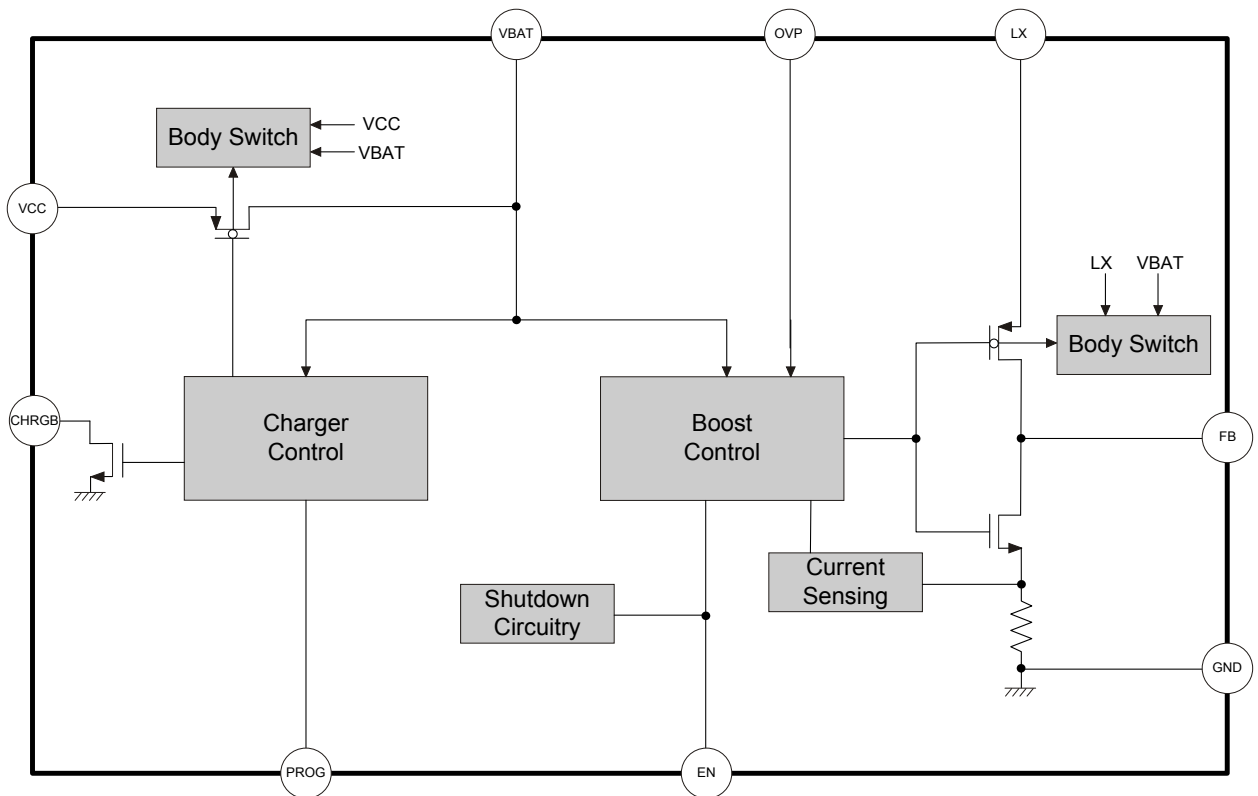 VBAT
OVP
LX
Body Switch
VCC
VBAT
VCC
LX
VBAT
Body Switch
CHRGB
Charger
Control
Boost
Control
FB
Shutdown
Circuitry
Current
Sensing
GND
PROG
EN